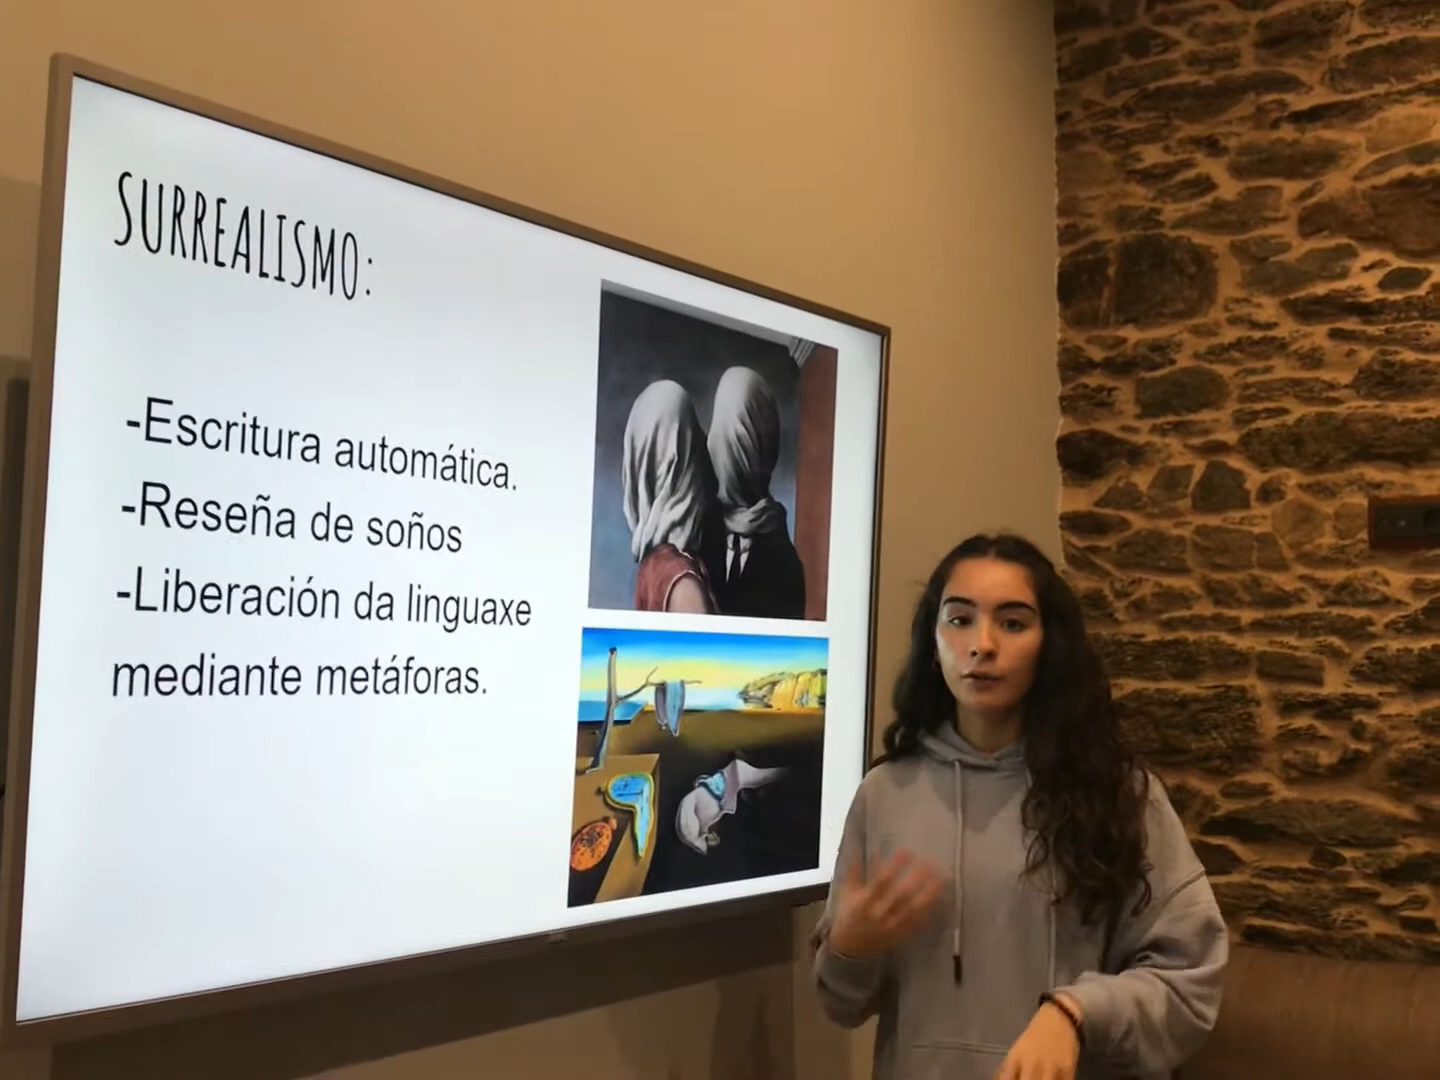 SURREALISMO:
-Escritura automática.
-Reseña de soños
-Liberación da linguaxe
mediante metáforas.